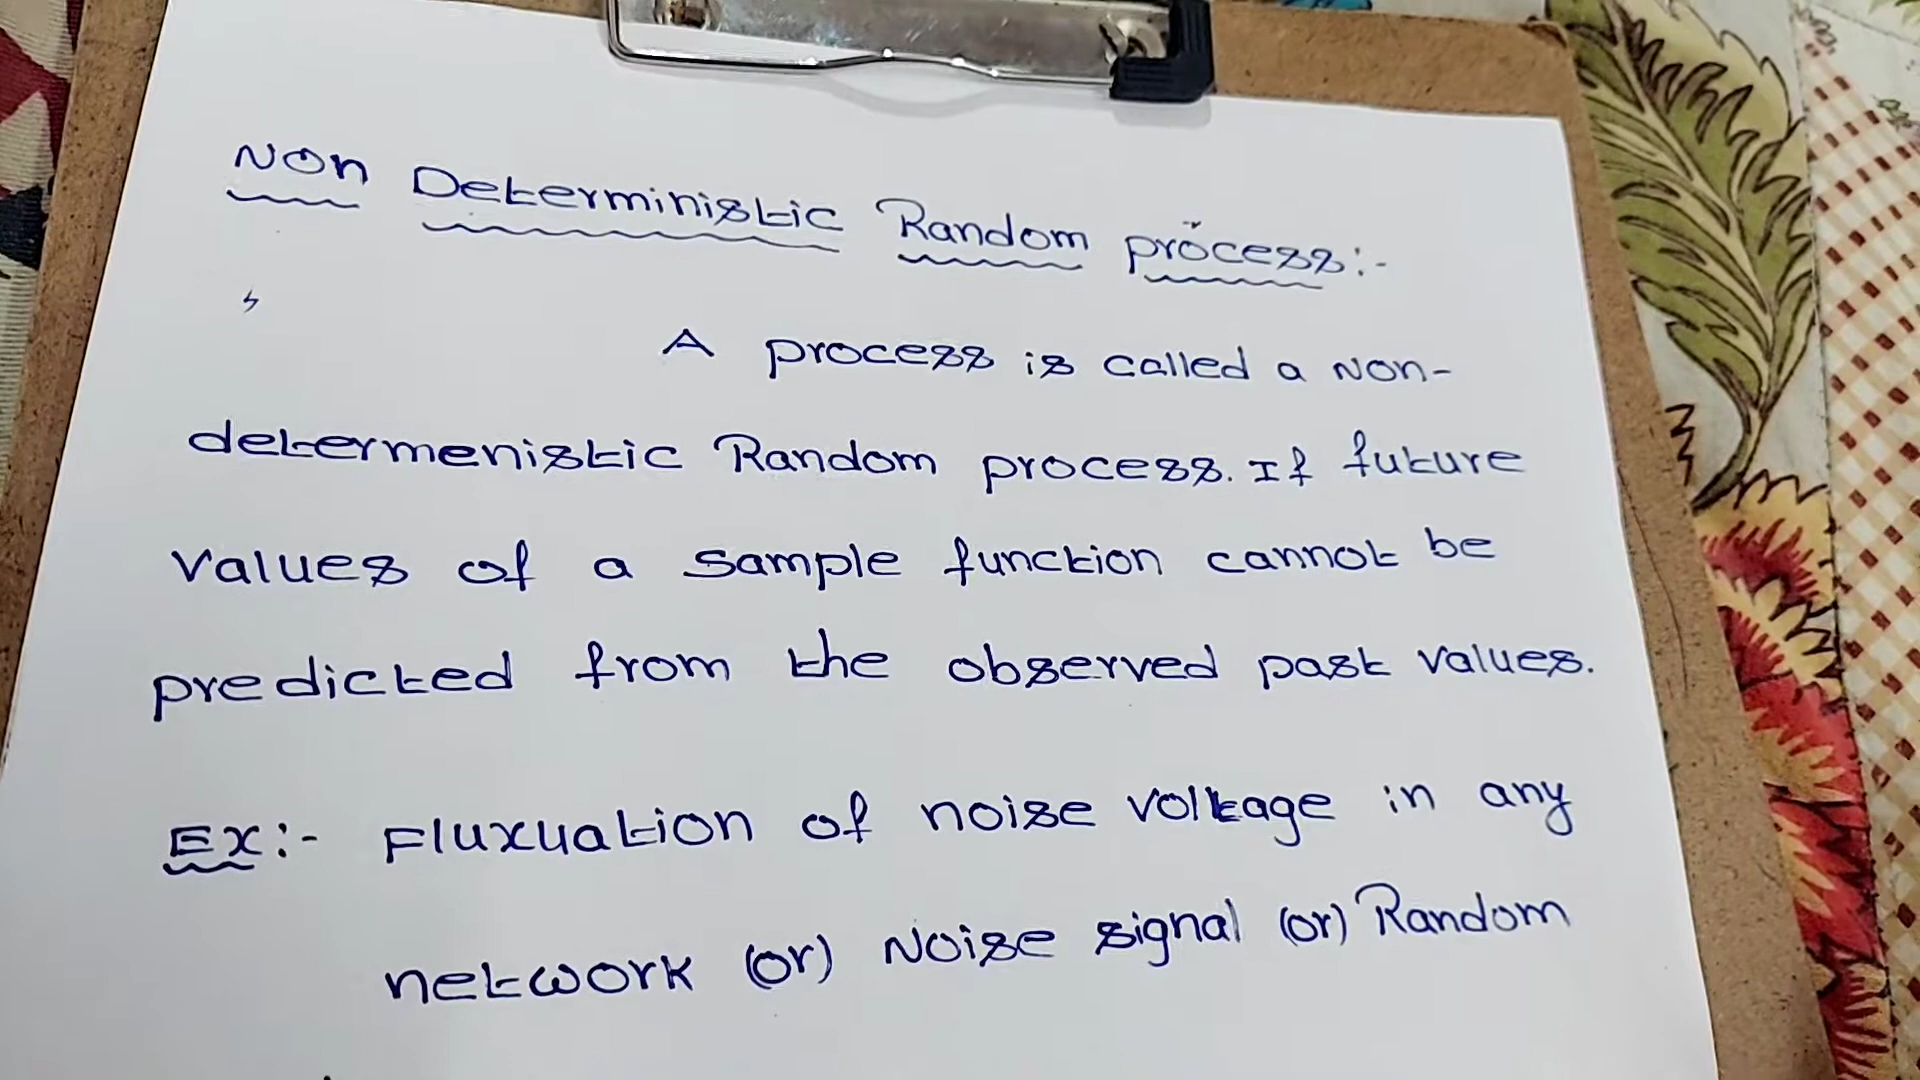 Non Deterministic Random process:-
A process is called a Non-
determenistic Random process. If future
values of a sample function cannot be
predicted from the observed past values.
Ex:- Fluxuation of noise voltage in any
network (or) Noise signal (or) Random